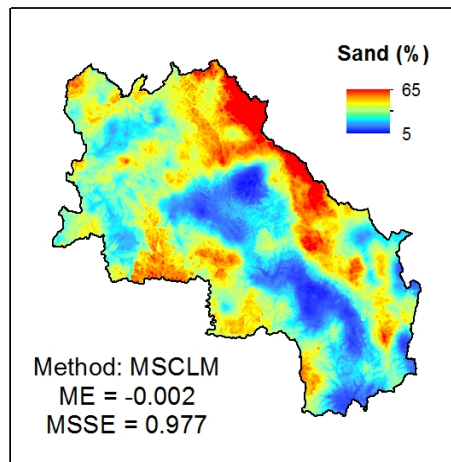 Sand (%)
65
5
Method: MSCLM
ME = -0.002
MSSE = 0.977